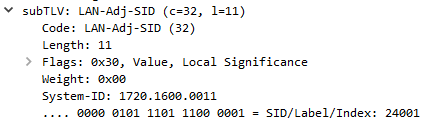 subTLV: LAN-Adj-SID (c=32, l=11)
Code: LAN-Adj-SID (32)
Length: 11
Flags: 0x30, Value, Local Significance
Weight: 0x00
System-ID: 1720.1600.0011
.... 0000 0101 1101 1100 0001 = SID/Label/Index: 24001